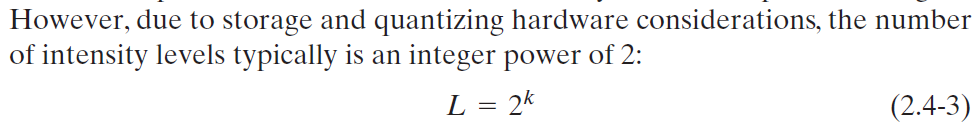 However, due to storage and quantizing hardware considerations, the number
of intensity levels typically is an integer power of 2:
L = 2^k (2.4-3)